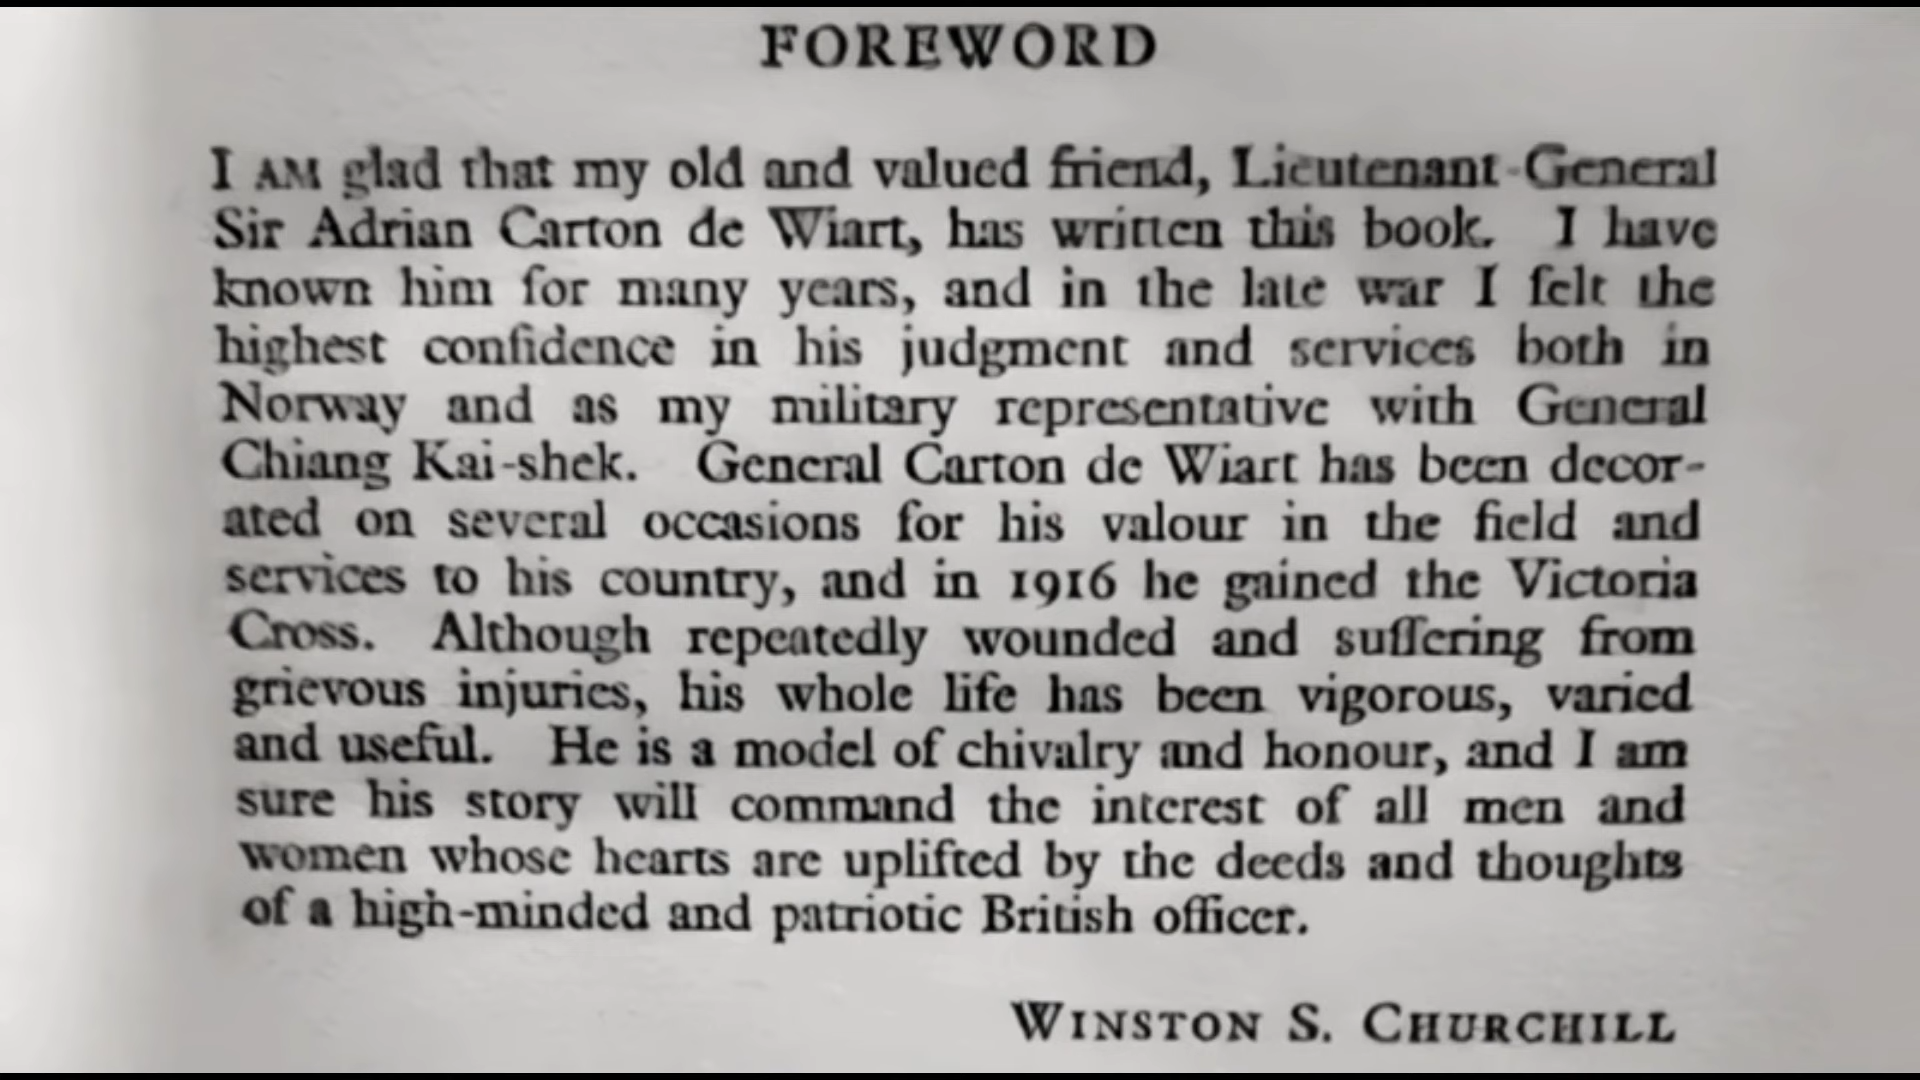 FOREWORD
I AM glad that my old and valued friend, Lieutenant-General
Sir Adrian Carton de Wiart, has written this book. I have
known him for many years, and in the late war I felt the
highest confidence in his judgment and services both in
Norway and as my military representative with General
Chiang Kai-shek. General Carton de Wiart has been decor-
ated on several occasions for his valour in the field and
services to his country, and in 1916 he gained the Victoria
Cross. Although repeatedly wounded and suffering from
grievous injuries, his whole life has been vigorous, varied
and useful. He is a model of chivalry and honour, and I am
sure his story will command the interest of all men and
women whose hearts are uplifted by the deeds and thoughts
of a high-minded and patriotic British officer.
WINSTON S. CHURCHILL